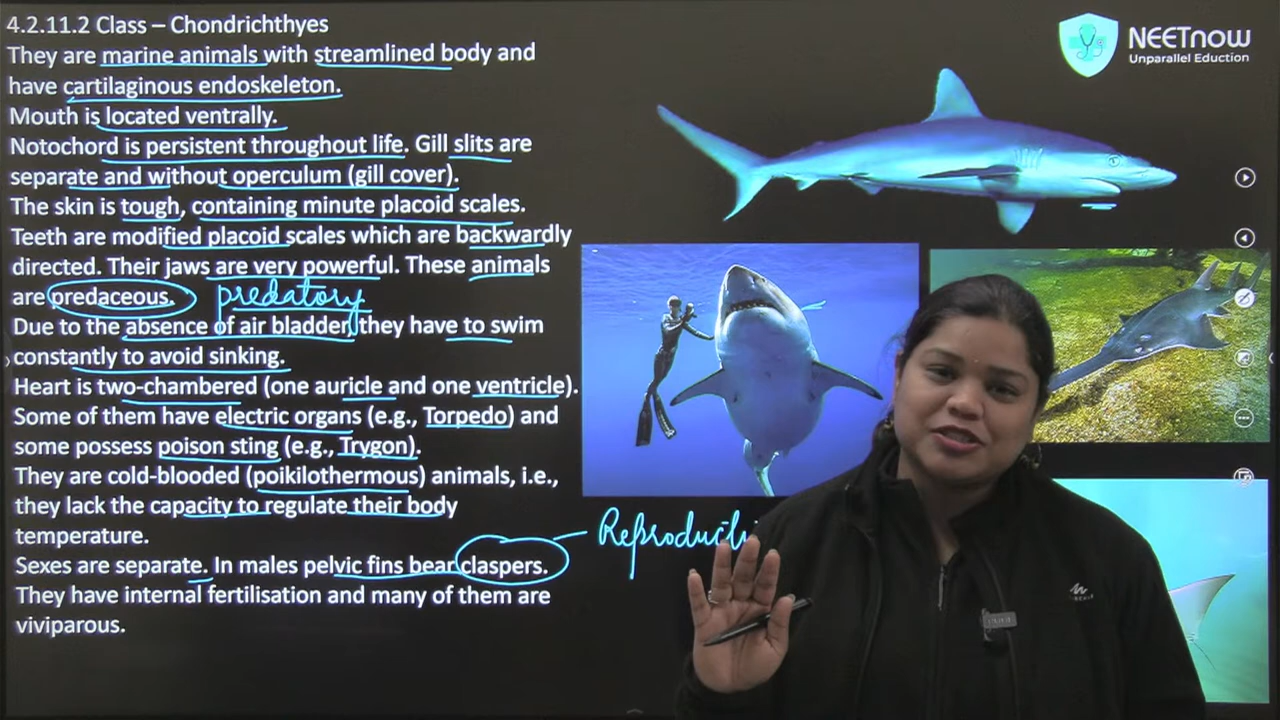 4.2.11.2 Class – Chondrichthyes
They are marine animals with streamlined body and
have cartilaginous endoskeleton.
Mouth is located ventrally.
Notochord is persistent throughout life. Gill slits are
separate and without operculum (gill cover).
The skin is tough, containing minute placoid scales.
Teeth are modified placoid scales which are backwardly
directed. Their jaws are very powerful. These animals
are predaceous. predatory
Due to the absence of air bladder, they have to swim
constantly to avoid sinking.
Heart is two-chambered (one auricle and one ventricle).
Some of them have electric organs (e.g., Torpedo) and
some possess poison sting (e.g., Trygon).
They are cold-blooded (poikilothermous) animals, i.e.,
they lack the capacity to regulate their body
temperature.
Sexes are separate. In males pelvic fins bear claspers.
They have internal fertilisation and many of them are
viviparous.
NEETnow
Unparallel Eduction